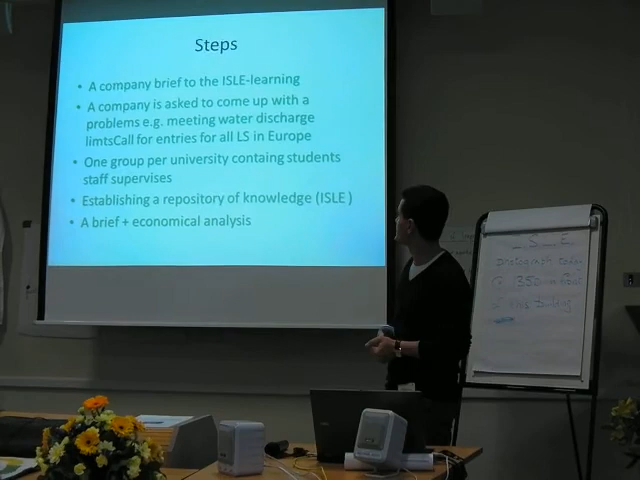 Steps
A company brief to the ISLE-learning
A company is asked to come up with a
problems e.g. meeting water discharge
limtsCall for entries for all LS in Europe
One group per university containg students
staff supervises
Establishing a repository of knowledge (ISLE )
A brief + economical analysis